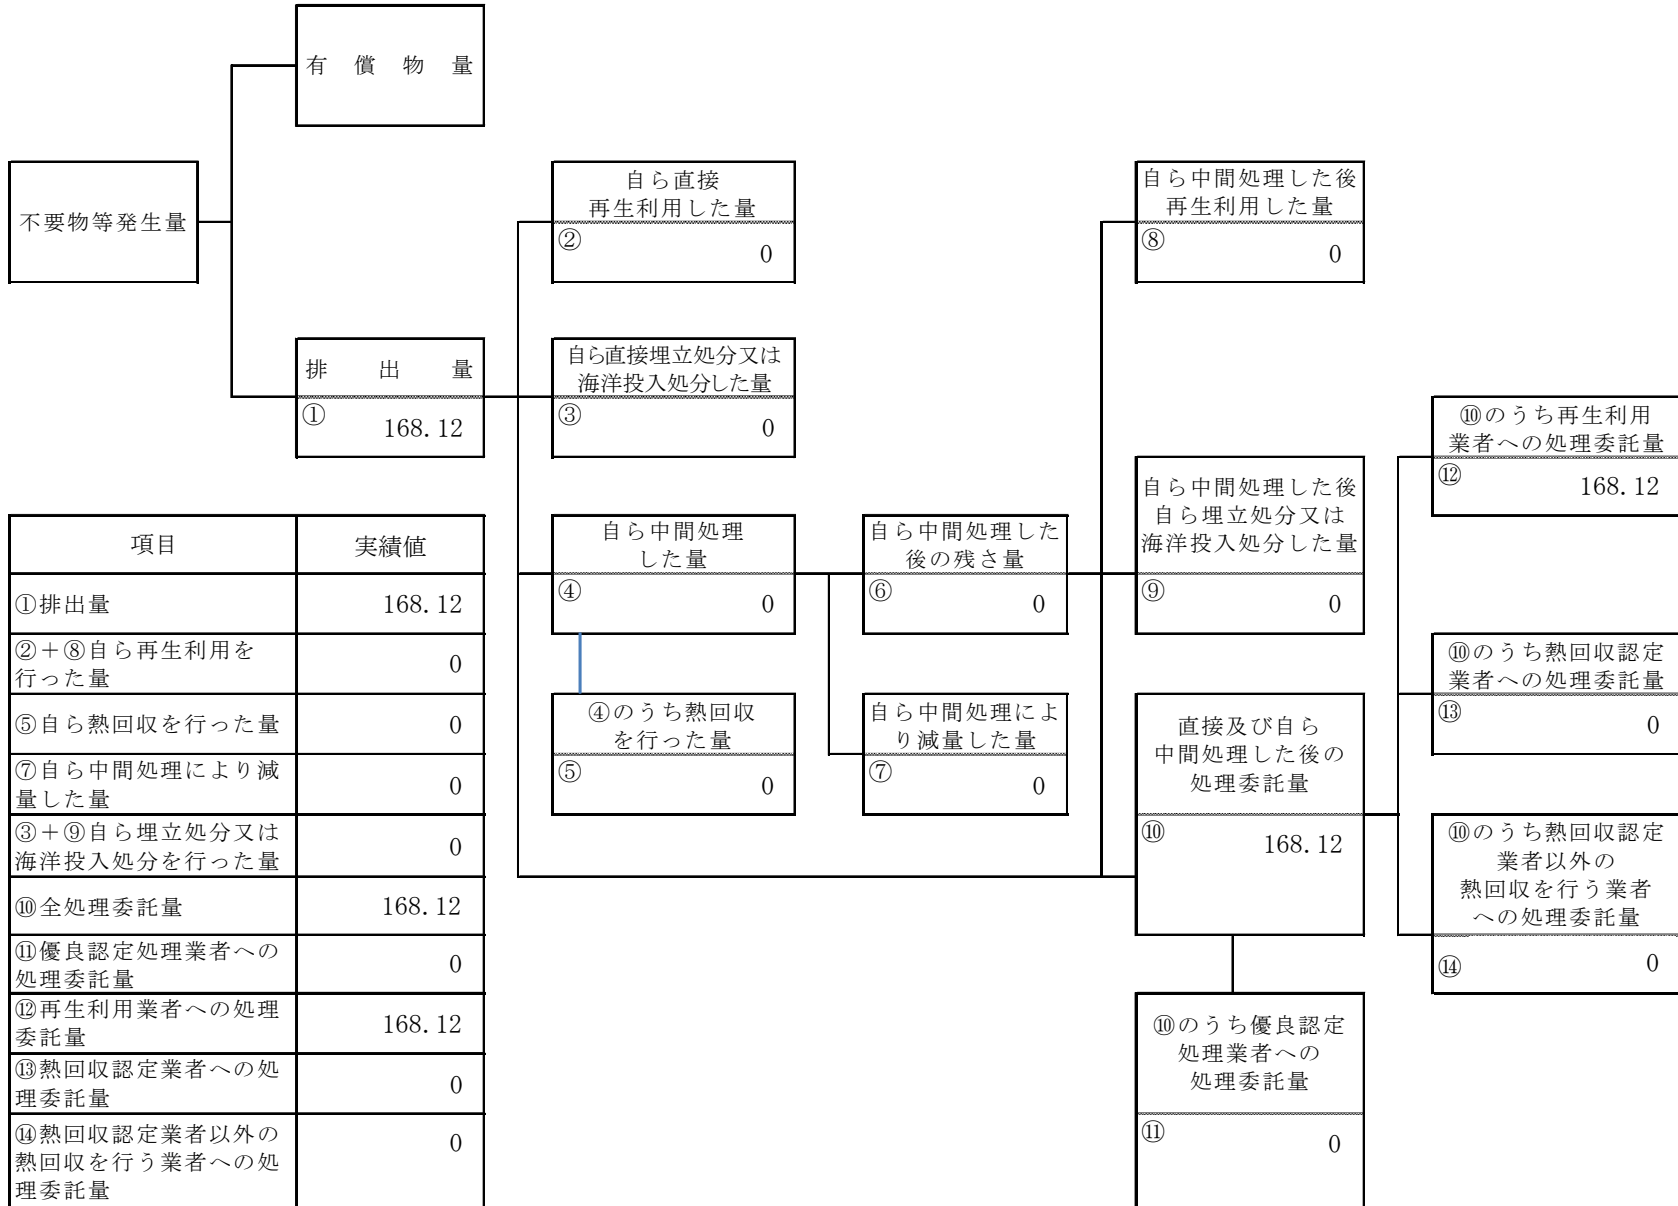 有償物量
不要物等発生量
排出量
①
168.12
自ら直接
再生利用した量
②
0
自ら直接埋立処分又は
海洋投入処分した量
③
0
自ら中間処理
した量
④
0
④のうち熱回収
を行った量
⑤
0
自ら中間処理した
後の残さ量
⑥
0
自ら中間処理によ
り減量した量
⑦
0
自ら中間処理した後
再生利用した量
⑧
0
自ら中間処理した後
自ら埋立処分又は
海洋投入処分した量
⑨
0
直接及び自ら
中間処理した後の
処理委託量
⑩
168.12
⑩のうち優良認定
処理業者への
処理委託量
⑪
0
⑩のうち再生利用
業者への処理委託量
⑫
168.12
⑩のうち熱回収認定
業者への処理委託量
⑬
0
⑩のうち熱回収認定
業者以外の
熱回収を行う業者
への処理委託量
⑭
0
項目 実績値
①排出量 168.12
②+⑧自ら再生利用を
行った量
0
⑤自ら熱回収を行った量 0
⑦自ら中間処理により減
量した量
0
③+⑨自ら埋立処分又は
海洋投入処分を行った量
0
⑩全処理委託量 168.12
⑪優良認定処理業者への
処理委託量
0
⑫再生利用業者への処理
委託量
168.12
⑬熱回収認定業者への処
理委託量
0
⑭熱回収認定業者以外の
熱回収を行う業者への処
理委託量
0